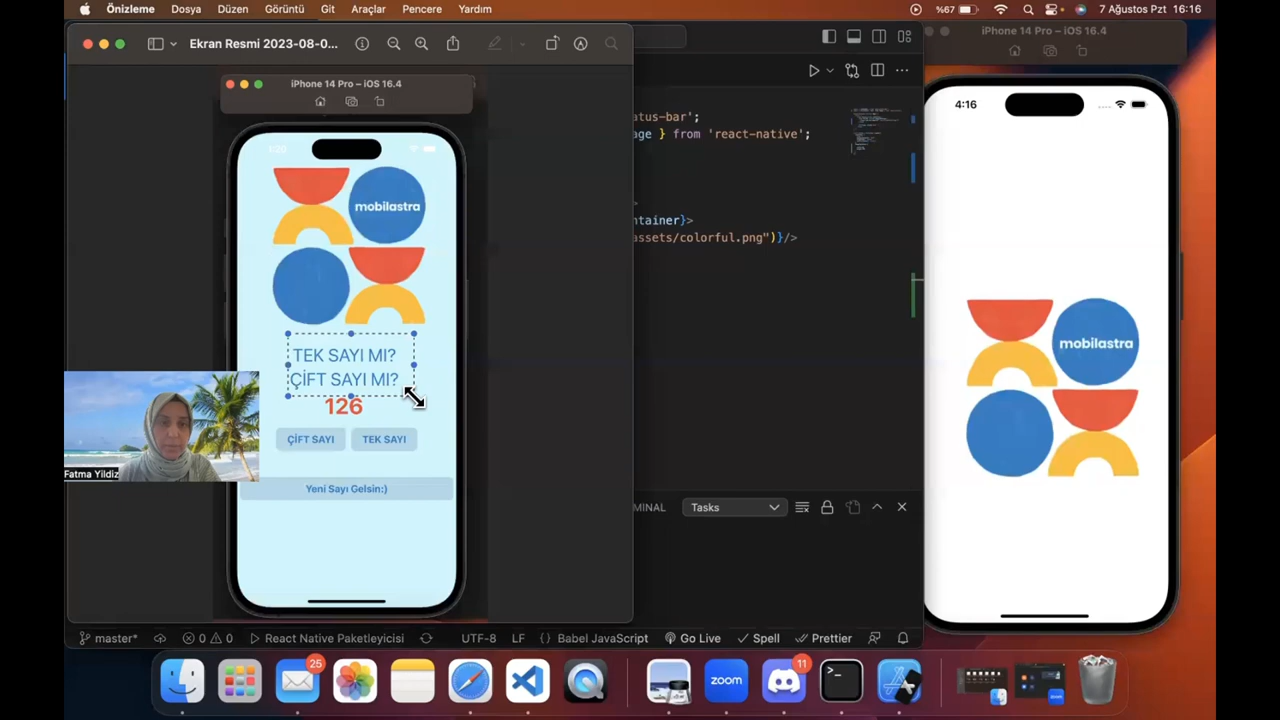 Önizleme Dosya Düzen Görüntü Git Araçlar Pencere Yardım %67 7 Ağustos Pzt 16:16
Ekran Resmi 2023-08-0...
iPhone 14 Pro – iOS 16.4
iPhone 14 Pro – iOS 16.4
mobilastra
TEK SAYI MI?
ÇİFT SAYI MI?
126
ÇİFT SAYI TEK SAYI
Yeni Sayı Gelsin:)
Fatma Yildiz
atus-bar';
age } from 'react-native';
>
ntainer}>
assets/colorful.png")}/>
MINAL Tasks
4:16
mobilastra
master* 0 0 React Native Paketleyicisi UTF-8 LF {} Babel JavaScript Go Live Spell Prettier
25
zoom
11
>_
zoom